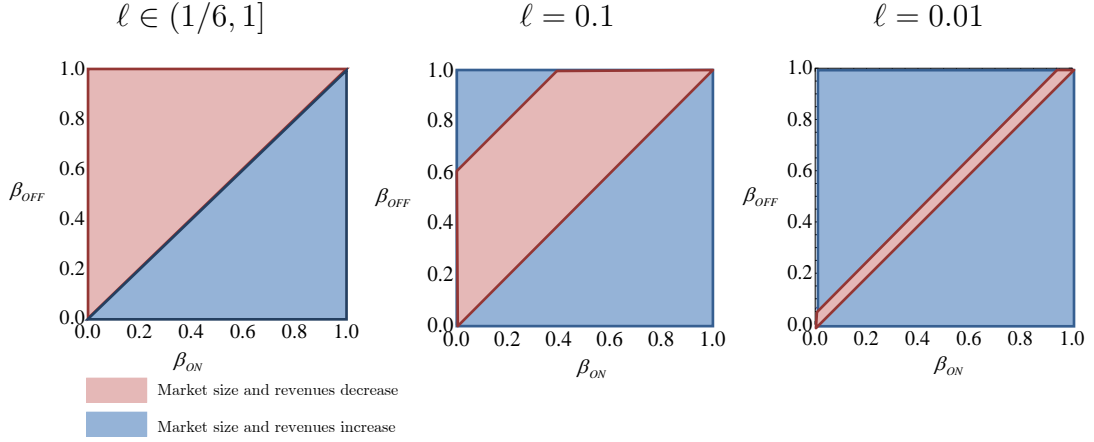 ℓ ∈ (1/6, 1]
ℓ = 0.1
ℓ = 0.01
1.0
0.8
0.6
0.4
0.2
0.0
β_OFF
0.0 0.2 0.4 0.6 0.8 1.0
β_ON
1.0
0.8
0.6
0.4
0.2
0.0
β_OFF
0.0 0.2 0.4 0.6 0.8 1.0
β_ON
1.0
0.8
0.6
0.4
0.2
0.0
β_OFF
0.0 0.2 0.4 0.6 0.8 1.0
β_ON
Market size and revenues decrease
Market size and revenues increase